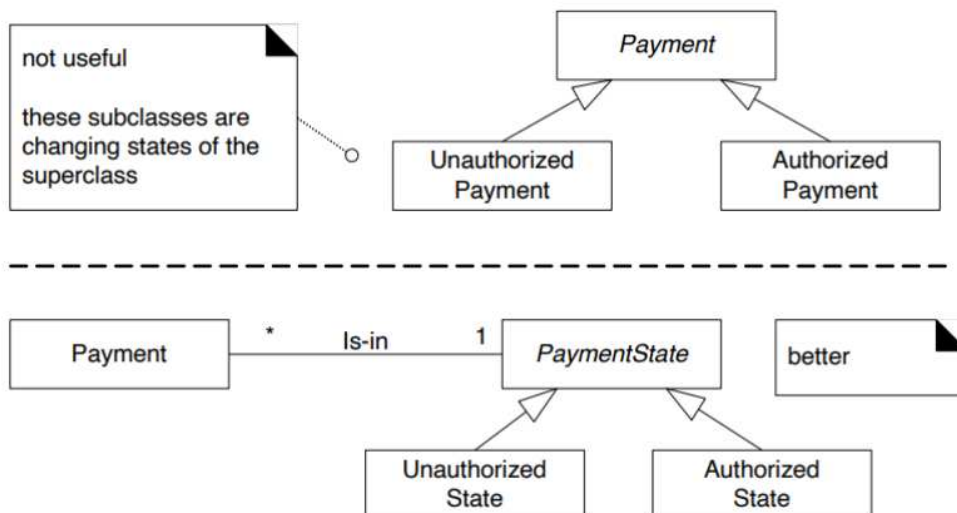 not useful
these subclasses are
changing states of the
superclass
Payment
Unauthorized
Payment
Authorized
Payment
Payment
*
Is-in
1
PaymentState
better
Unauthorized
State
Authorized
State